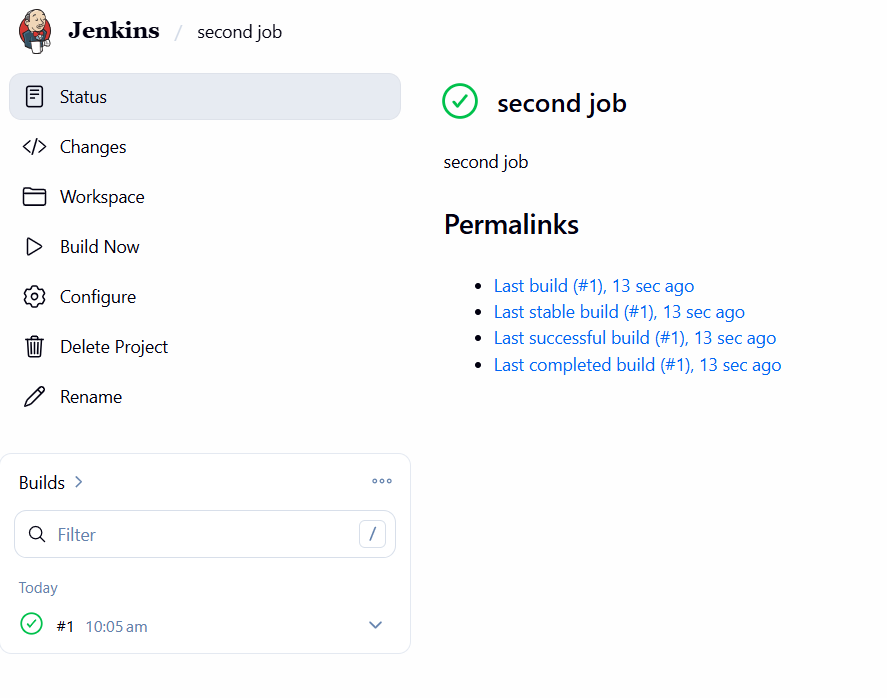 Jenkins / second job
Status
Changes
Workspace
Build Now
Configure
Delete Project
Rename
Builds
Filter /
Today
#1 10:05 am
second job
second job
Permalinks
Last build (#1), 13 sec ago
Last stable build (#1), 13 sec ago
Last successful build (#1), 13 sec ago
Last completed build (#1), 13 sec ago